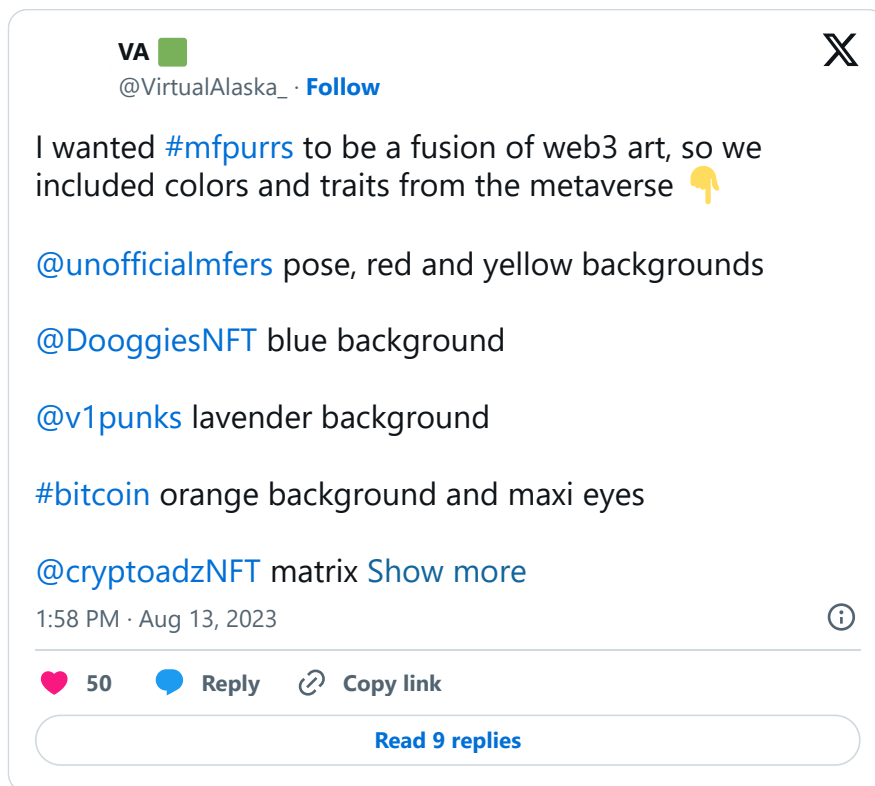 VA 🟩
@VirtualAlaska_ · Follow
I wanted #mfpurrs to be a fusion of web3 art, so we
included colors and traits from the metaverse 👇
@unofficialmfers pose, red and yellow backgrounds
@DooggiesNFT blue background
@v1punks lavender background
#bitcoin orange background and maxi eyes
@cryptoadzNFT matrix Show more
1:58 PM · Aug 13, 2023
50 Reply Copy link
Read 9 replies